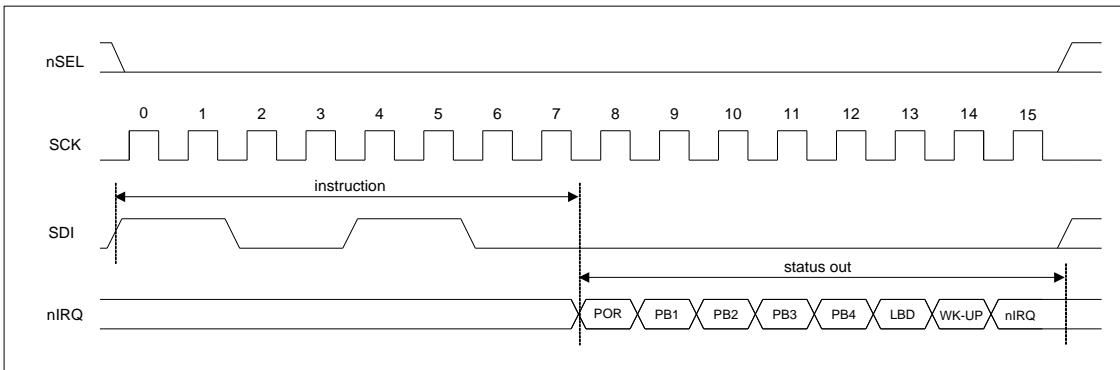 nSEL
0 1 2 3 4 5 6 7 8 9 10 11 12 13 14 15
SCK
instruction
SDI
status out
nIRQ POR PB1 PB2 PB3 PB4 LBD WK-UP nIRQ